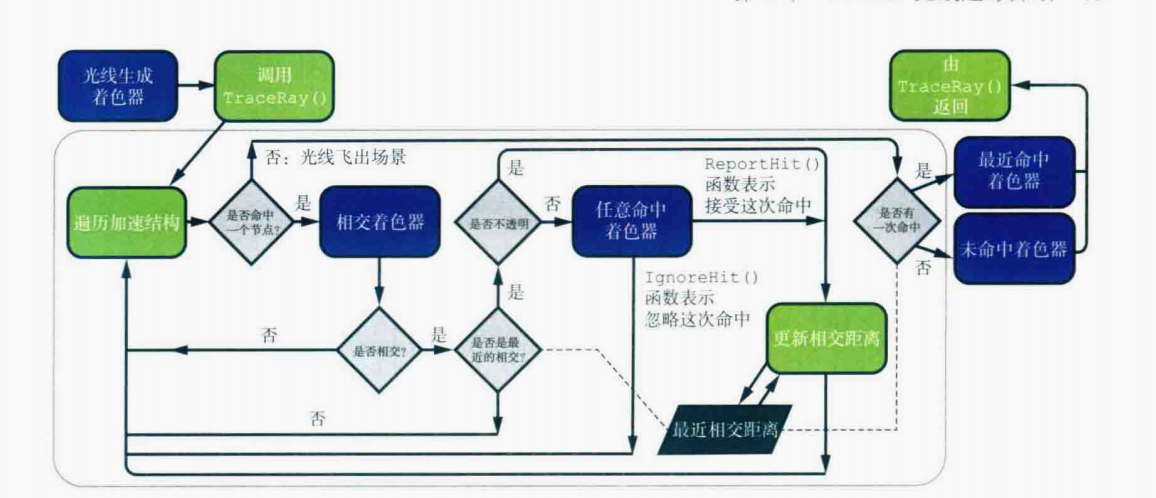 光线生成
着色器
调用
TraceRay()
由
TraceRay()
返回
否：光线飞出场景
遍历加速结构
是否命中
一个节点?
是
相交着色器
是
是否不透明
否
任意命中
着色器
ReportHit()
函数表示
接受这次命中
是否有
一次命中
是
最近命中
着色器
否
未命中着色器
IgnoreHit()
函数表示
忽略这次命中
是
否
是否相交?
是
是否是最
近的相交?
更新相交距离
否
最近相交距离